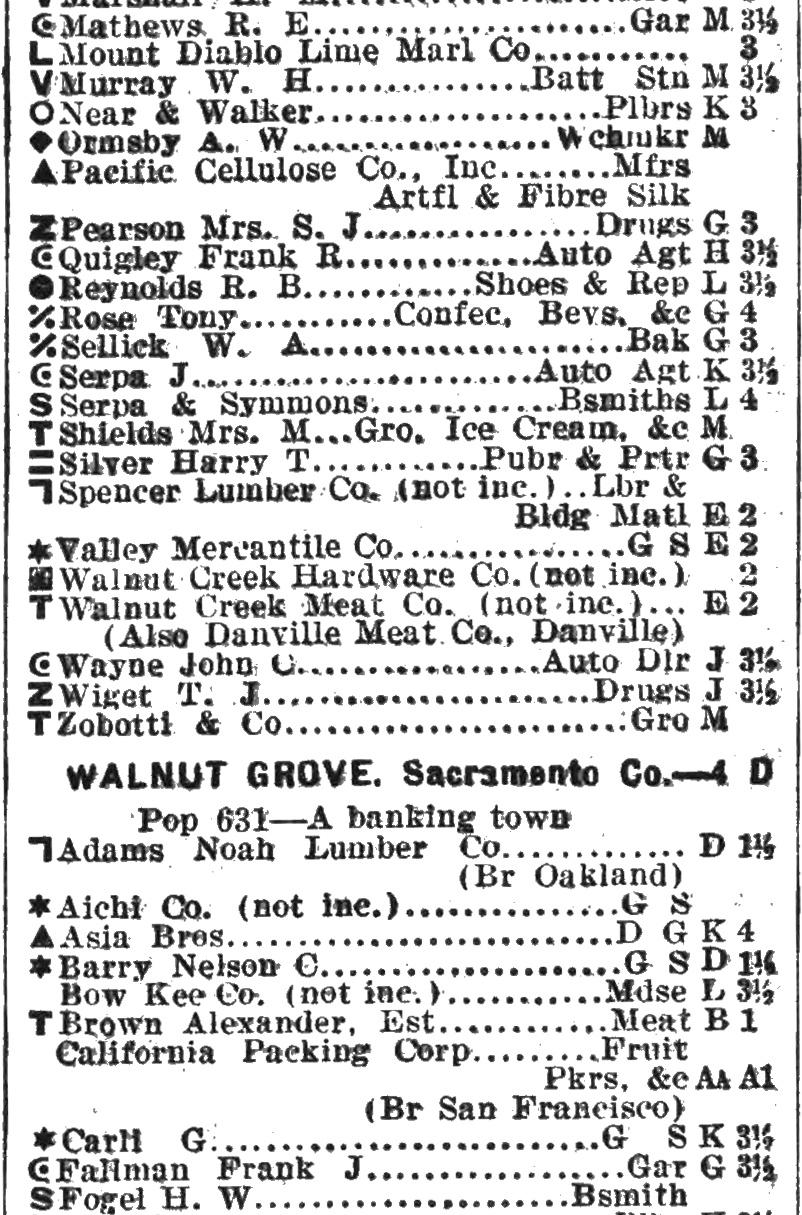 Mathews R. E. Gar M 3½
L Mount Diablo Lime Marl Co. 3
V Murray W. H. Batt Stn M 3½
O Near & Walker Plbrs K 3
◆ Ormsby A. W. Wchmkr M
▲ Pacific Cellulose Co., Inc. Mfrs
Artfl & Fibre Silk
Z Pearson Mrs. S. J. Drugs G 3
Quigley Frank R. Auto Agt H 3½
● Reynolds R. B. Shoes & Rep L 3½
⁒ Rose Tony Confec, Bevs, &c G 4
⁒ Sellick W. A. Bak G 3
Serpa J. Auto Agt K 3½
S Serpa & Symmons Bsmiths L 4
T Shields Mrs. M...Gro, Ice Cream, &c M
= Silver Harry T. Pubr & Prtr G 3
Spencer Lumber Co. (not inc.)..Lbr &
Bldg Matl E 2
* Valley Mercantile Co. G S E 2
Walnut Creek Hardware Co. (not inc.) 2
T Walnut Creek Meat Co. (not inc.)... E 2
(Also Danville Meat Co., Danville)
Wayne John C. Auto Dlr J 3½
Z Wiget T. J. Drugs J 3½
T Zobotti & Co. Gro M
WALNUT GROVE. Sacramento Co.—4 D
Pop 631—A banking town
Adams Noah Lumber Co. D 1½
(Br Oakland)
* Aichi Co. (not inc.) G S
▲ Asia Bros. D G K 4
* Barry Nelson C. G S D 1½
Bow Kee Co. (not inc.) Mdse L 3½
T Brown Alexander, Est. Meat B 1
California Packing Corp. Fruit
Pkrs, &c Aa A1
(Br San Francisco)
* Carli G. G S K 3½
Fallman Frank J. Gar G 3½
S Fogel H. W. Bsmith